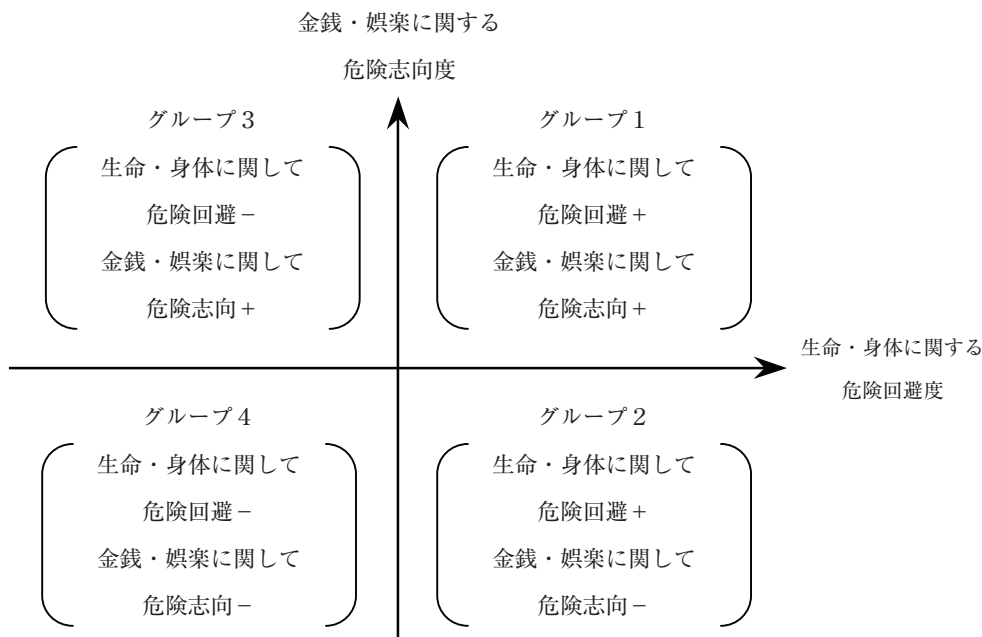 金銭・娯楽に関する
危険志向度
グループ３
生命・身体に関して
危険回避－
金銭・娯楽に関して
危険志向＋
グループ１
生命・身体に関して
危険回避＋
金銭・娯楽に関して
危険志向＋
生命・身体に関する
危険回避度
グループ４
生命・身体に関して
危険回避－
金銭・娯楽に関して
危険志向－
グループ２
生命・身体に関して
危険回避＋
金銭・娯楽に関して
危険志向－